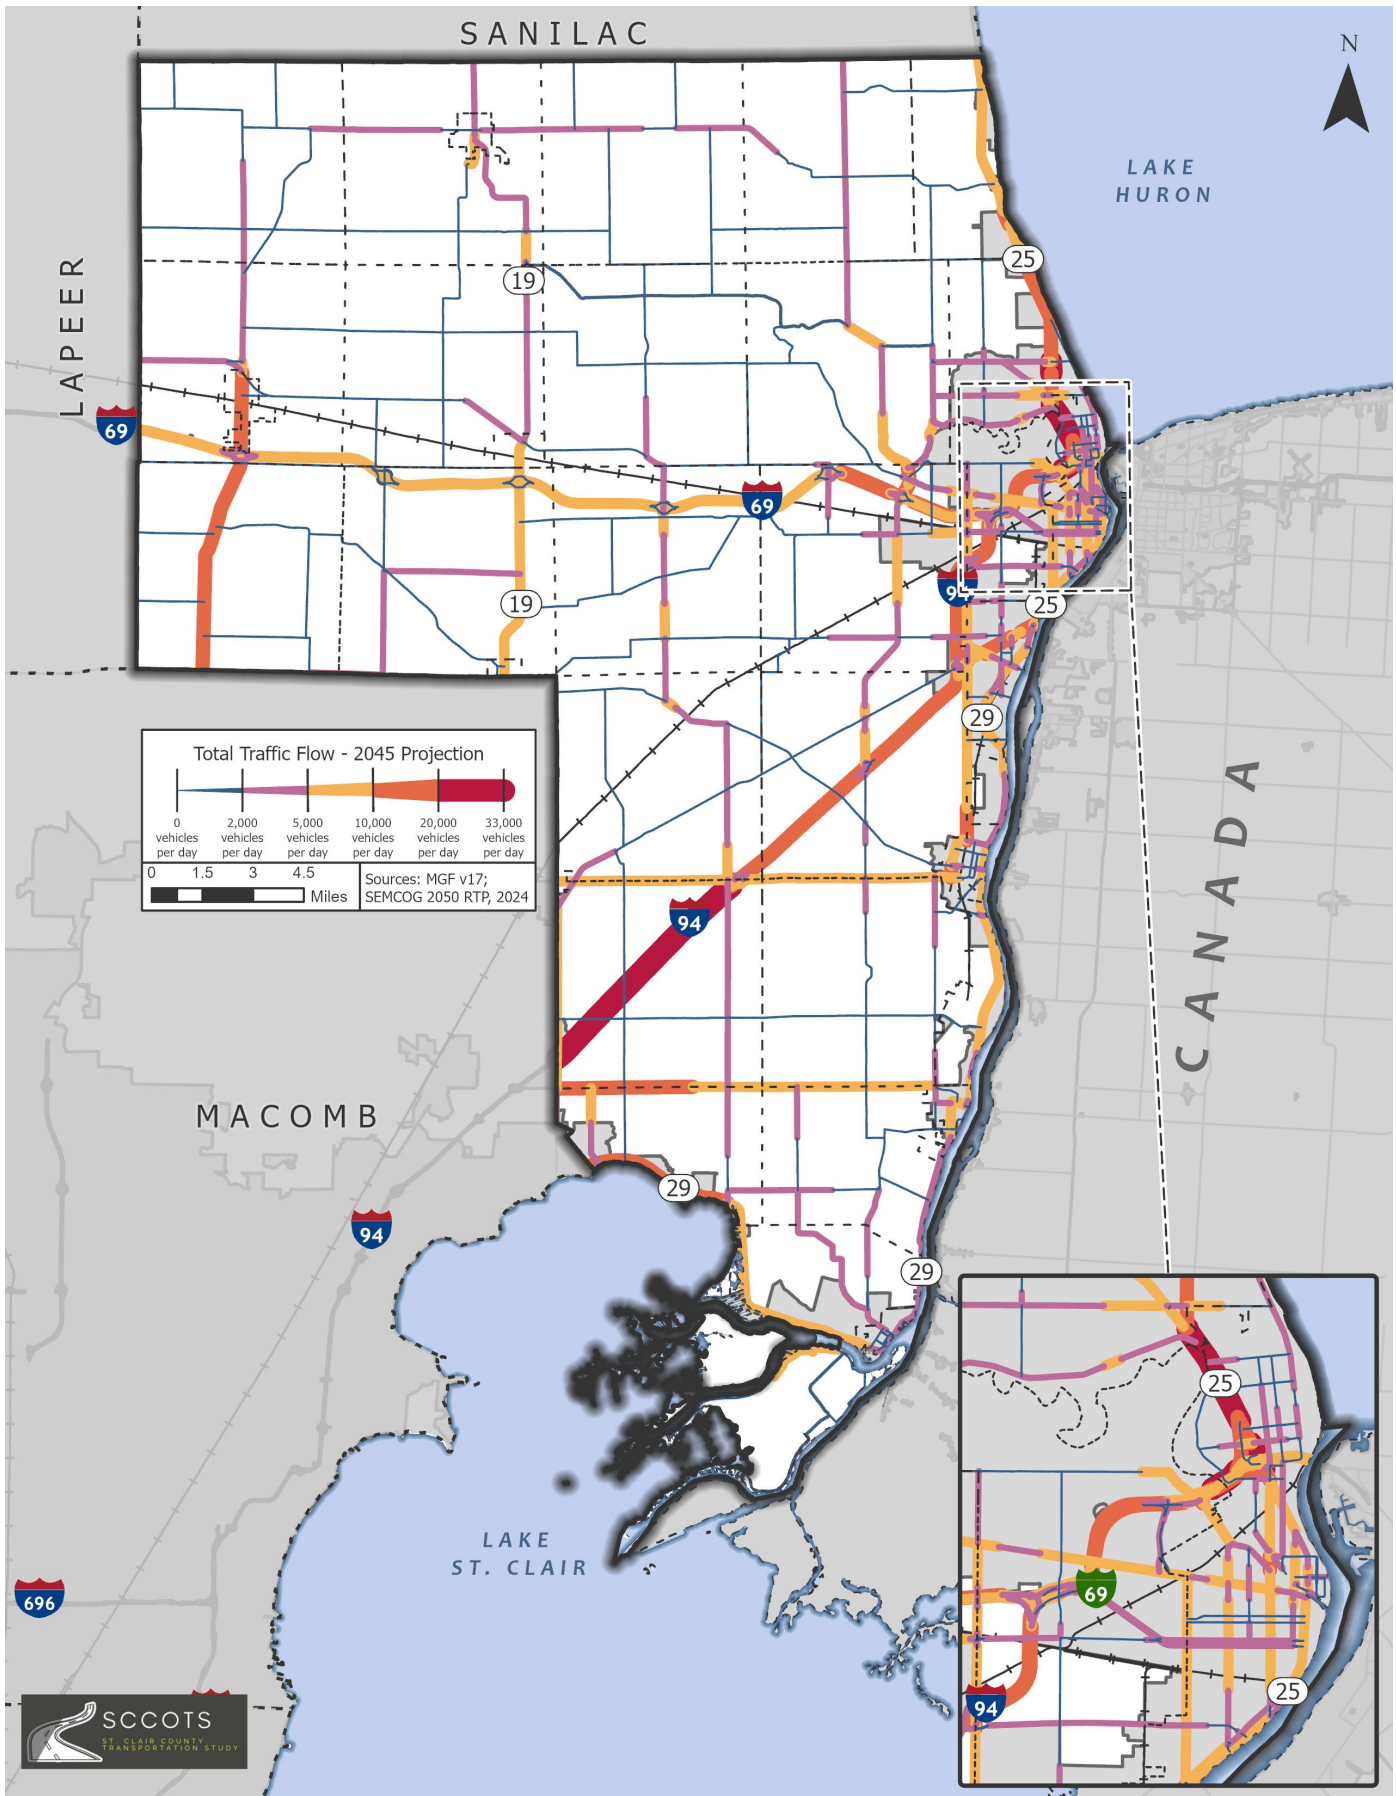 SANILAC
N
LAKE
HURON
LAPEER
25
19
69
69
94
19
25
29
Total Traffic Flow - 2045 Projection
0
vehicles
per day
2,000
vehicles
per day
5,000
vehicles
per day
10,000
vehicles
per day
20,000
vehicles
per day
33,000
vehicles
per day
0 1.5 3 4.5
Miles
Sources: MGF v17;
SEMCOG 2050 RTP, 2024
CANADA
94
MACOMB
29
94
29
25
LAKE
ST. CLAIR
69
696
25
94
SCCOTS
ST. CLAIR COUNTY
TRANSPORTATION STUDY